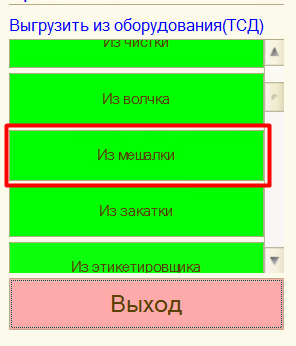 Выгрузить из оборудования(ТСД)
Из чистки
Из волчка
Из мешалки
Из закатки
Из этикетировщика
Выход